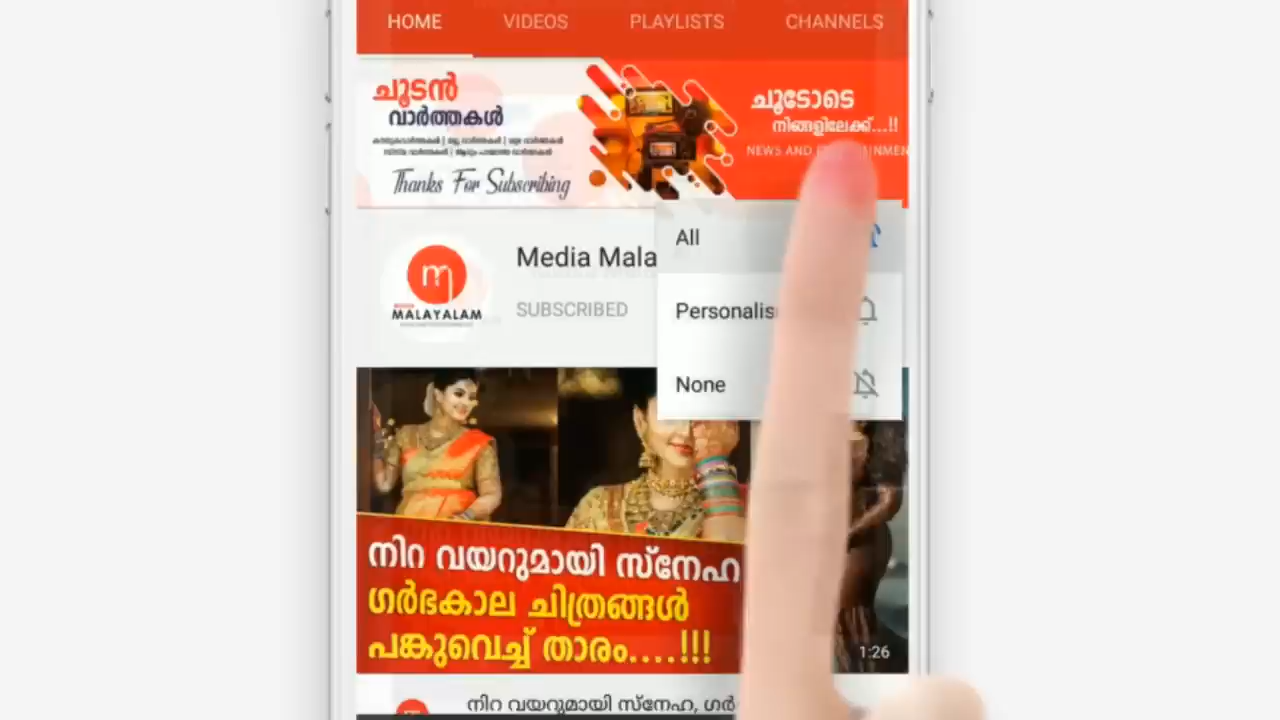 HOME VIDEOS PLAYLISTS CHANNELS
ചൂടൻ
വാർത്തകൾ
Thanks For Subscribing
ചൂടോടെ
നിങ്ങളിലേക്ക്...!!
NEWS AND
Media Mala
SUBSCRIBED
m
MALAYALAM
All
Personalis
None
നിറ വയറുമായി സ്നേഹ
ഗർഭകാല ചിത്രങ്ങൾ
പങ്കുവെച്ച് താരം....!!!
1:26
നിറ വയറുമായി സ്നേഹ, ഗർ